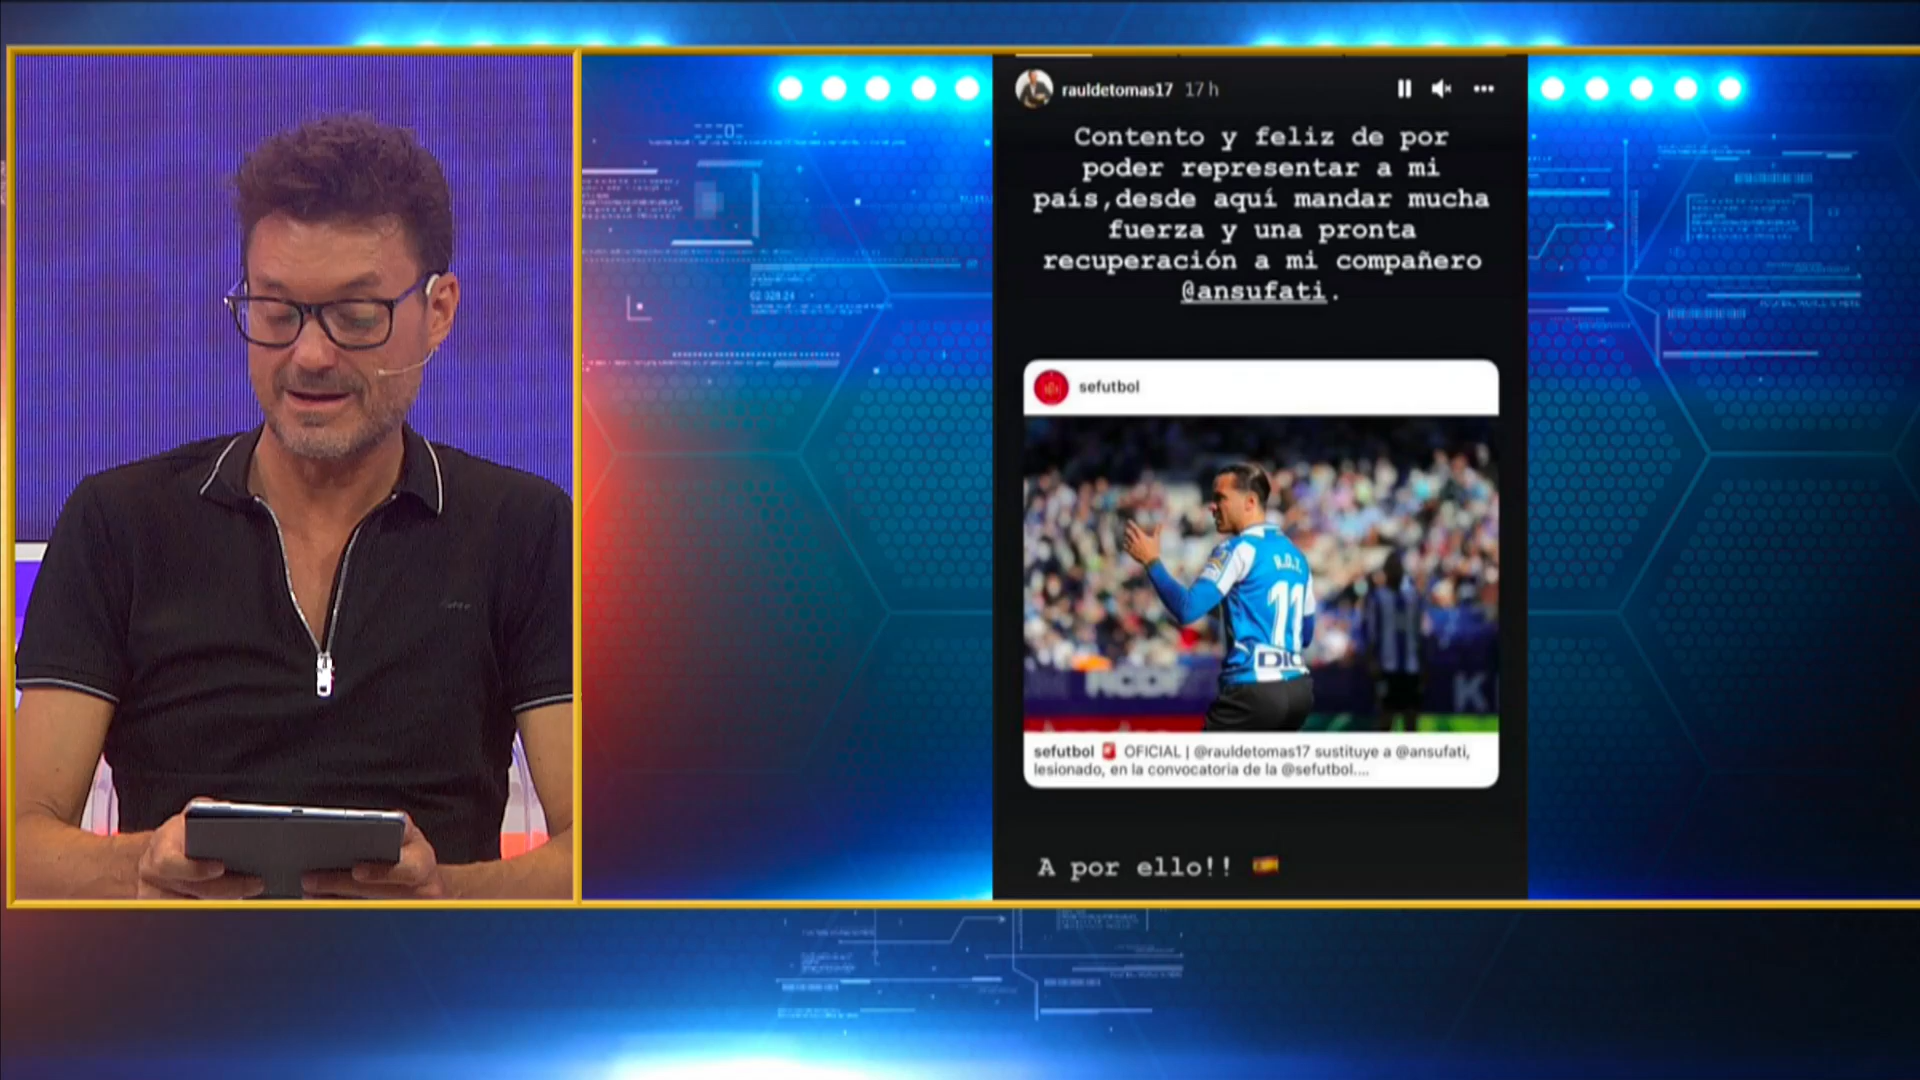 rauldetomas17 17 h
Contento y feliz de por
poder representar a mi
país,desde aquí mandar mucha
fuerza y una pronta
recuperación a mi compañero
@ansufati.
sefutbol
R.D.T.
11
sefutbol 🚨 OFICIAL | @rauldetomas17 sustituye a @ansufati,
lesionado, en la convocatoria de la @sefutbol....
A por ello!! 🇪🇸